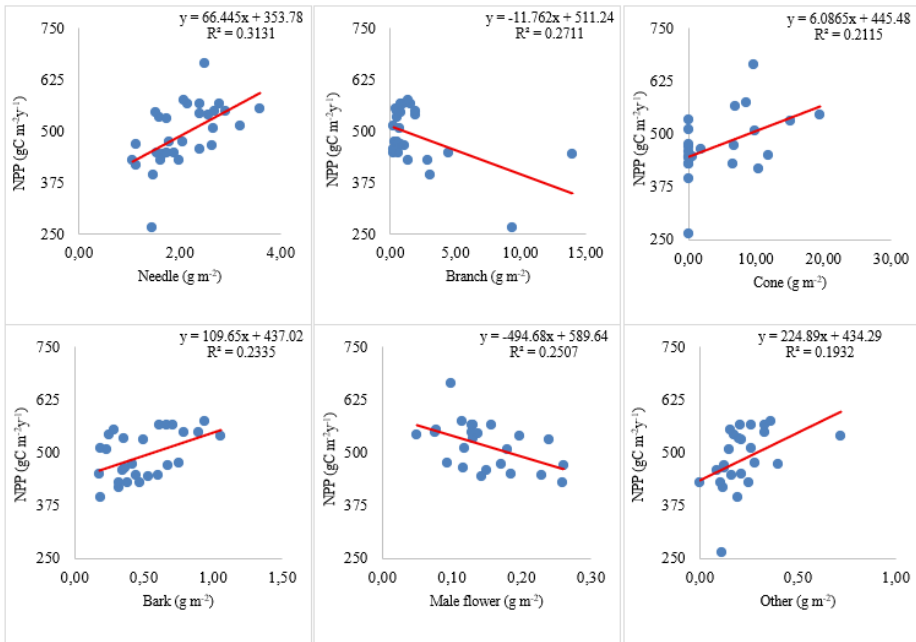 y = 66.445x + 353.78
R² = 0.3131
750
625
500
375
250
NPP (gC m⁻²y⁻¹)
0,00 1,00 2,00 3,00 4,00
Needle (g m⁻²)
y = -11.762x + 511.24
R² = 0.2711
750
625
500
375
250
NPP (gC m⁻²y⁻¹)
0,00 5,00 10,00 15,00
Branch (g m⁻²)
y = 6.0865x + 445.48
R² = 0.2115
750
625
500
375
250
NPP (gC m⁻²y⁻¹)
0,00 10,00 20,00 30,00
Cone (g m⁻²)
y = 109.65x + 437.02
R² = 0.2335
750
625
500
375
250
NPP (gC m⁻²y⁻¹)
0,00 0,50 1,00 1,50
Bark (g m⁻²)
y = -494.68x + 589.64
R² = 0.2507
750
625
500
375
250
NPP (gC m⁻²y⁻¹)
0,00 0,10 0,20 0,30
Male flower (g m⁻²)
y = 224.89x + 434.29
R² = 0.1932
750
625
500
375
250
NPP (gC m⁻²y⁻¹)
0,00 0,50 1,00
Other (g m⁻²)